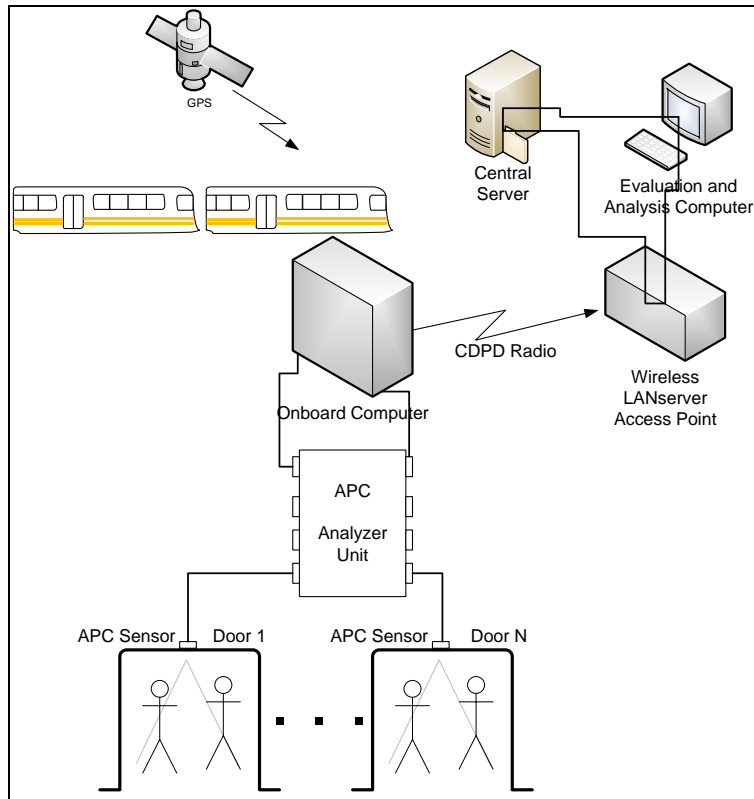 GPS
Central
Server
Evaluation and
Analysis Computer
CDPD Radio
Wireless
LANserver
Access Point
Onboard Computer
APC
Analyzer
Unit
APC Sensor
Door 1
APC Sensor
Door N